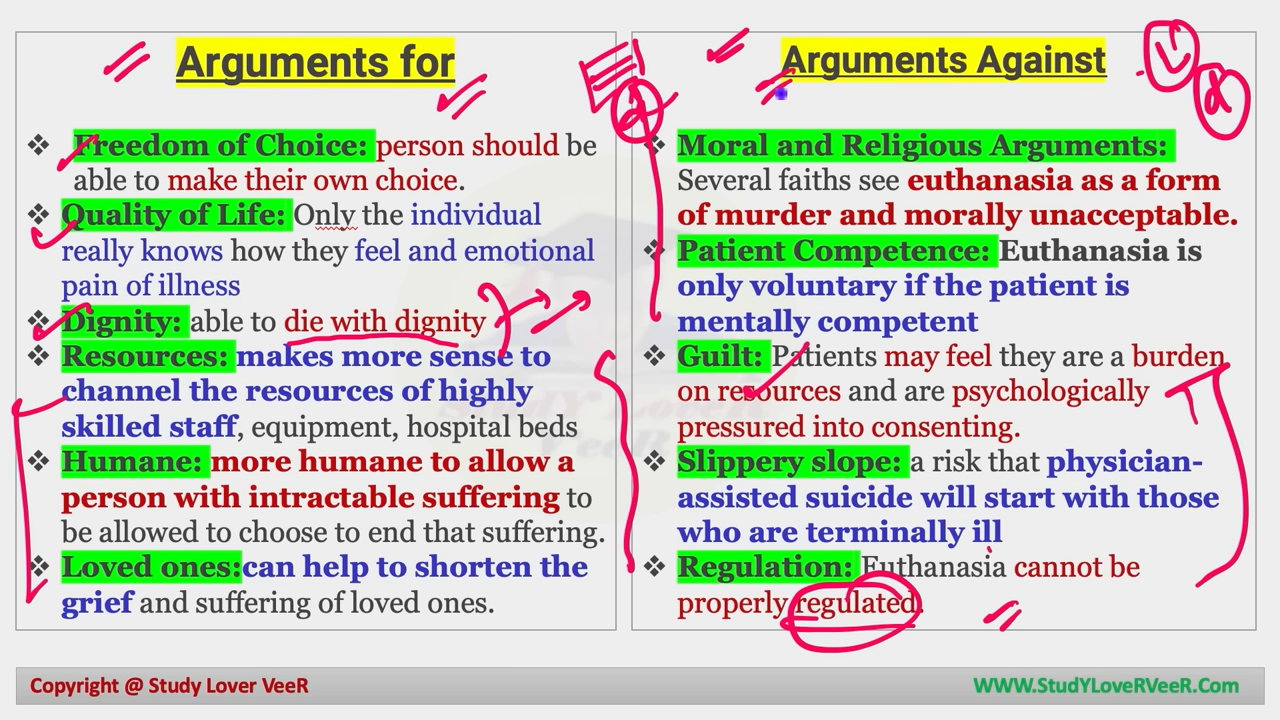 Arguments for
❖ Freedom of Choice: person should be
able to make their own choice.
❖ Quality of Life: Only the individual
really knows how they feel and emotional
pain of illness
❖ Dignity: able to die with dignity
❖ Resources: makes more sense to
channel the resources of highly
skilled staff, equipment, hospital beds
❖ Humane: more humane to allow a
person with intractable suffering to
be allowed to choose to end that suffering.
❖ Loved ones:can help to shorten the
grief and suffering of loved ones.
Arguments Against
❖ Moral and Religious Arguments:
Several faiths see euthanasia as a form
of murder and morally unacceptable.
❖ Patient Competence: Euthanasia is
only voluntary if the patient is
mentally competent
❖ Guilt: Patients may feel they are a burden
on resources and are psychologically
pressured into consenting.
❖ Slippery slope: a risk that physician-
assisted suicide will start with those
who are terminally ill
❖ Regulation: Euthanasia cannot be
properly regulated.
Study Lover
VeeR
Copyright @ Study Lover VeeR
WWW.StudYLoveRVeeR.Com